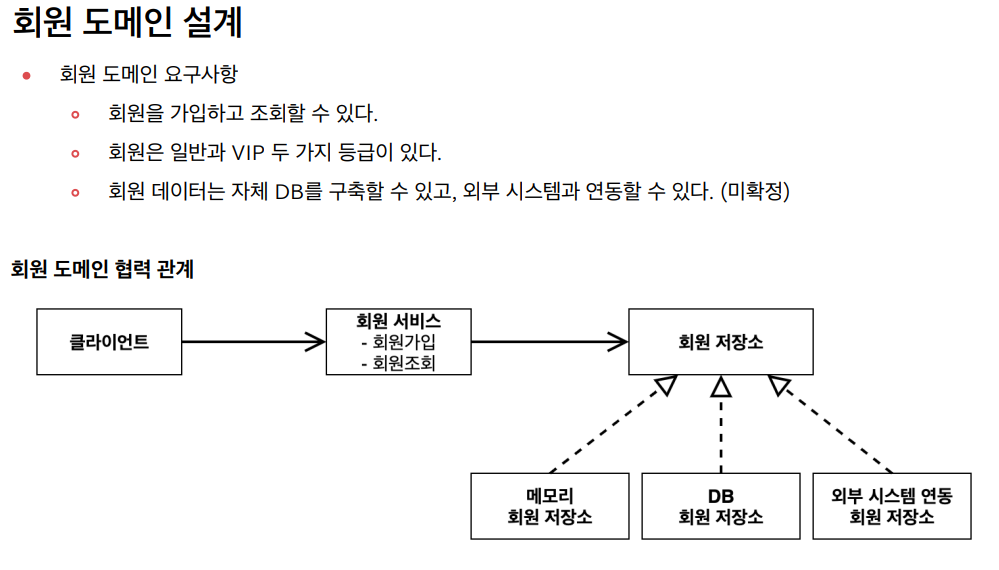 회원 도메인 설계
회원 도메인 요구사항
회원을 가입하고 조회할 수 있다.
회원은 일반과 VIP 두 가지 등급이 있다.
회원 데이터는 자체 DB를 구축할 수 있고, 외부 시스템과 연동할 수 있다. (미확정)
회원 도메인 협력 관계
클라이언트
회원 서비스
- 회원가입
- 회원조회
회원 저장소
메모리
회원 저장소
DB
회원 저장소
외부 시스템 연동
회원 저장소